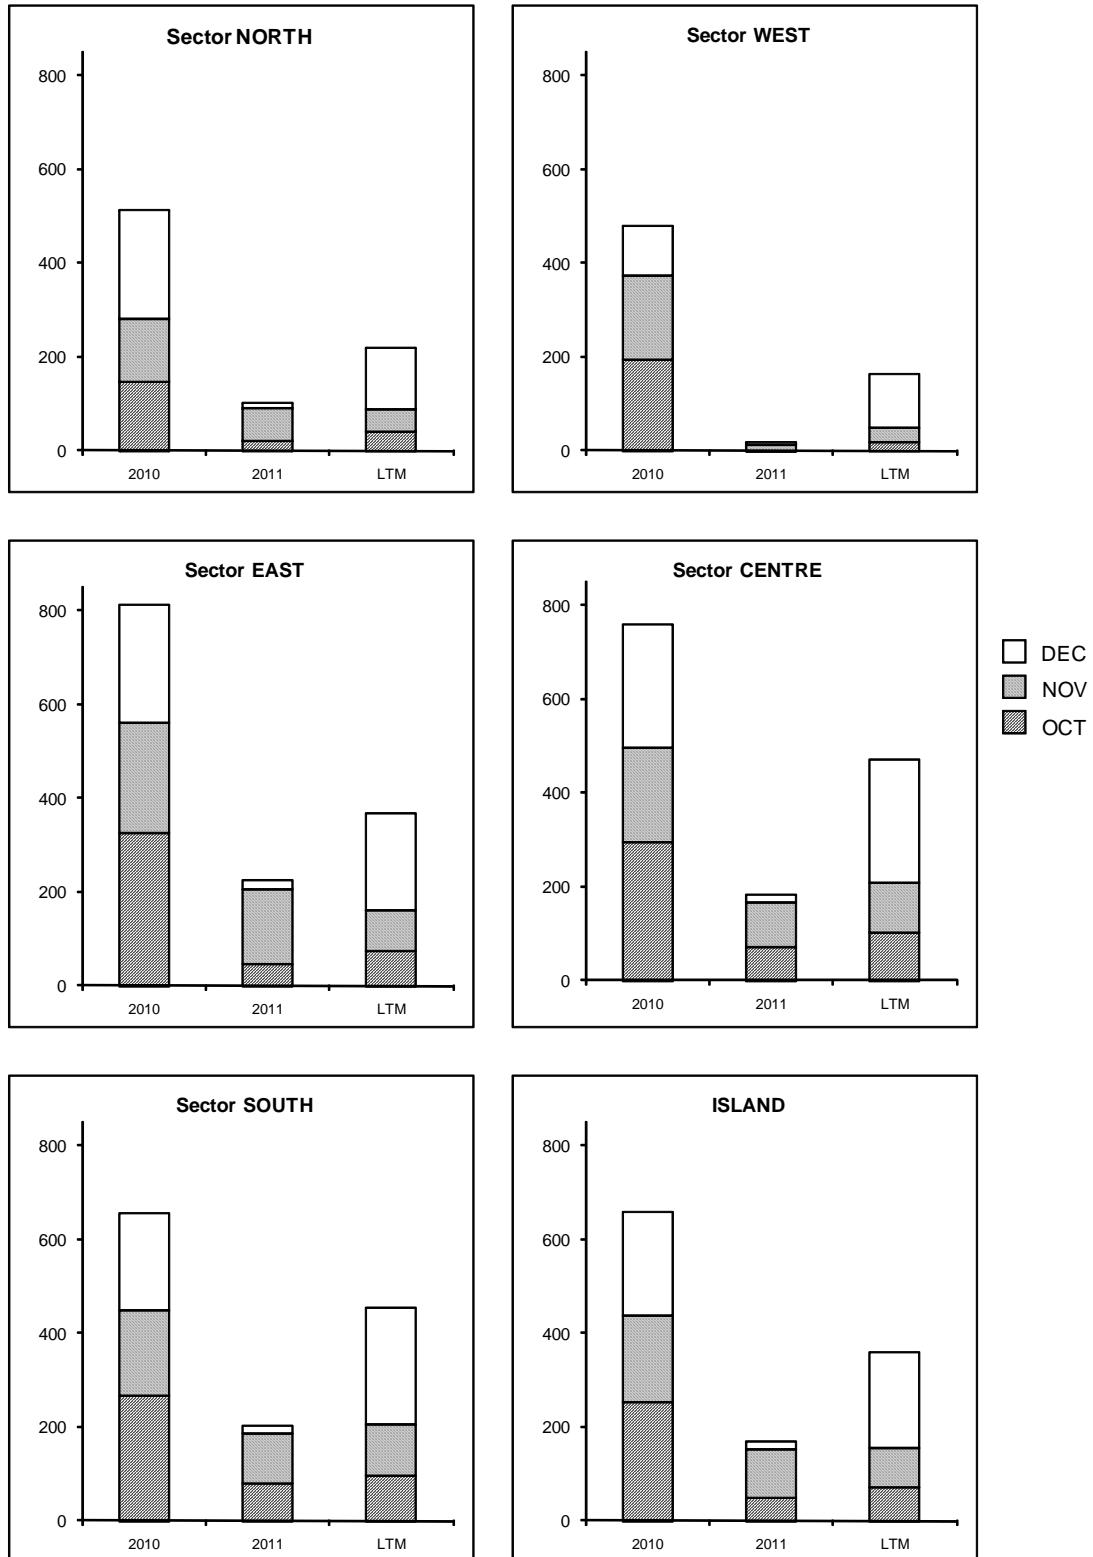 Sector NORTH
800
600
400
200
0
2010 2011 LTM
Sector WEST
800
600
400
200
0
2010 2011 LTM
Sector EAST
800
600
400
200
0
2010 2011 LTM
Sector CENTRE
800
600
400
200
0
2010 2011 LTM
DEC
NOV
OCT
Sector SOUTH
800
600
400
200
0
2010 2011 LTM
ISLAND
800
600
400
200
0
2010 2011 LTM